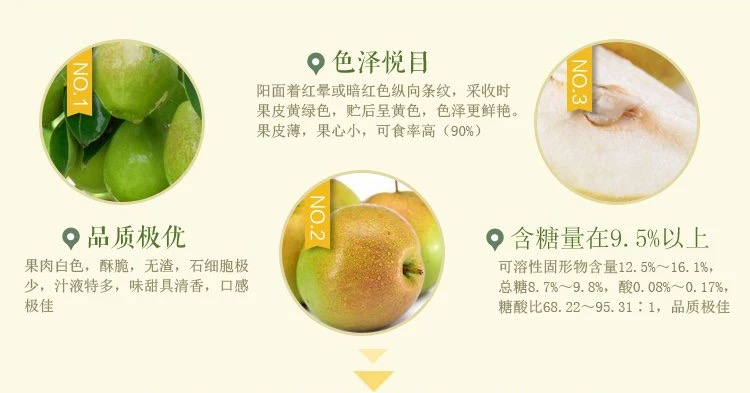 NO.1
品质极优
果肉白色，酥脆，无渣，石细胞极
少，汁液特多，味甜具清香，口感
极佳
色泽悦目
阳面着红晕或暗红色纵向条纹，采收时
果皮黄绿色，贮后呈黄色，色泽更鲜艳。
果皮薄，果心小，可食率高（90%）
NO.2
NO.3
含糖量在9.5%以上
可溶性固形物含量12.5%~16.1%，
总糖8.7%~9.8%，酸0.08%~0.17%，
糖酸比68.22~95.31：1，品质极佳